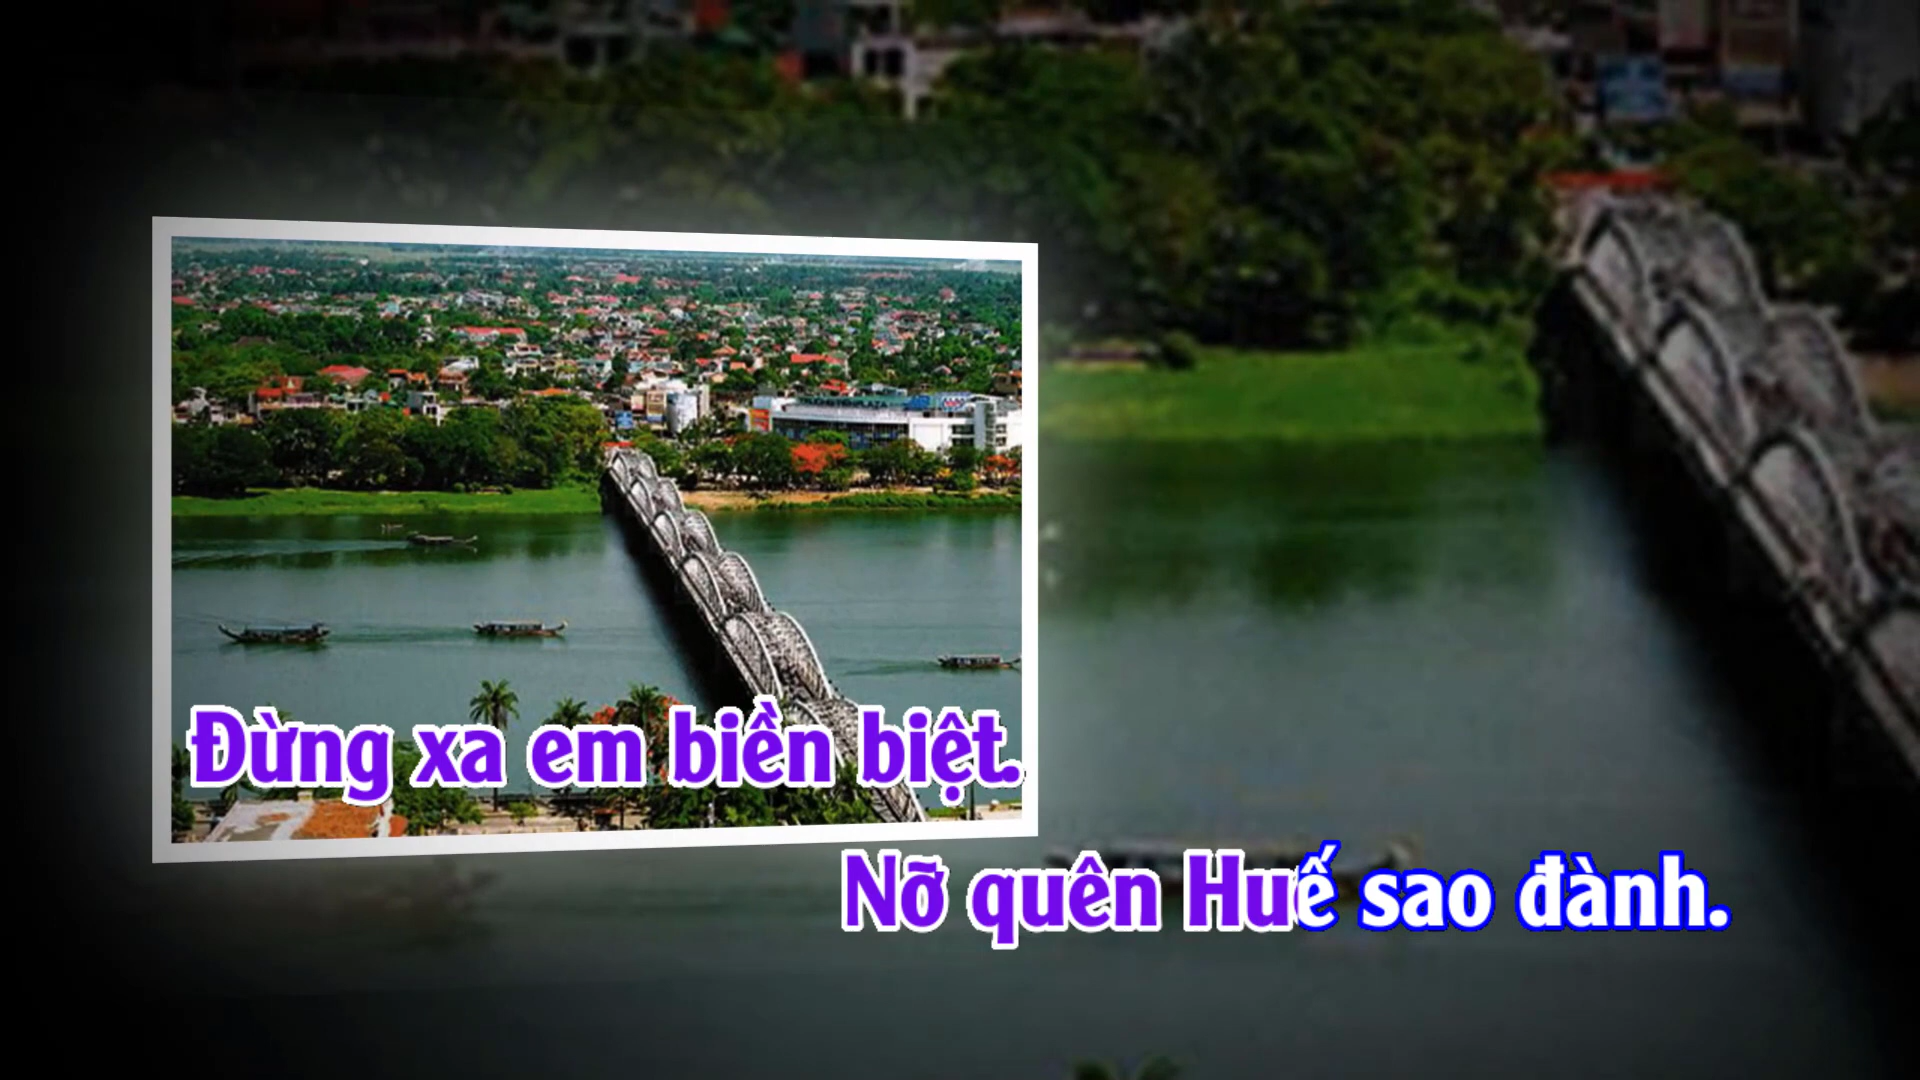 Đừng xa em biền biệt.
Nỡ quên Huế sao đành.